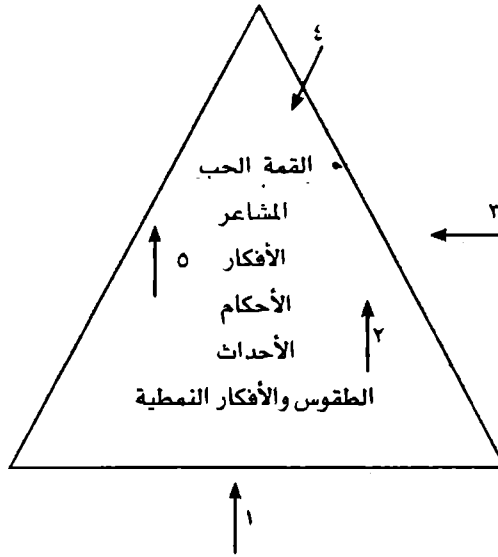 ٤
القمة الحب
المشاعر
٣
٥ الأفكار
الأحكام
٢
الأحداث
الطقوس والأفكار النمطية
١